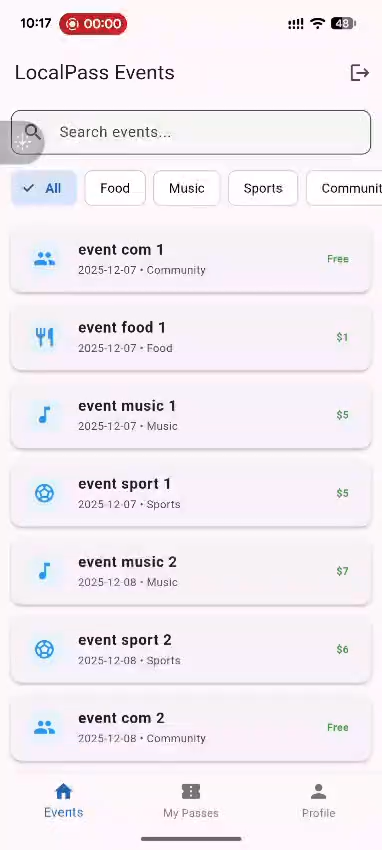 10:17 00:00 48
LocalPass Events
Search events...
All Food Music Sports Communit
event com 1
2025-12-07 • Community
Free
event food 1
2025-12-07 • Food
$1
event music 1
2025-12-07 • Music
$5
event sport 1
2025-12-07 • Sports
$5
event music 2
2025-12-08 • Music
$7
event sport 2
2025-12-08 • Sports
$6
event com 2
2025-12-08 • Community
Free
Events My Passes Profile